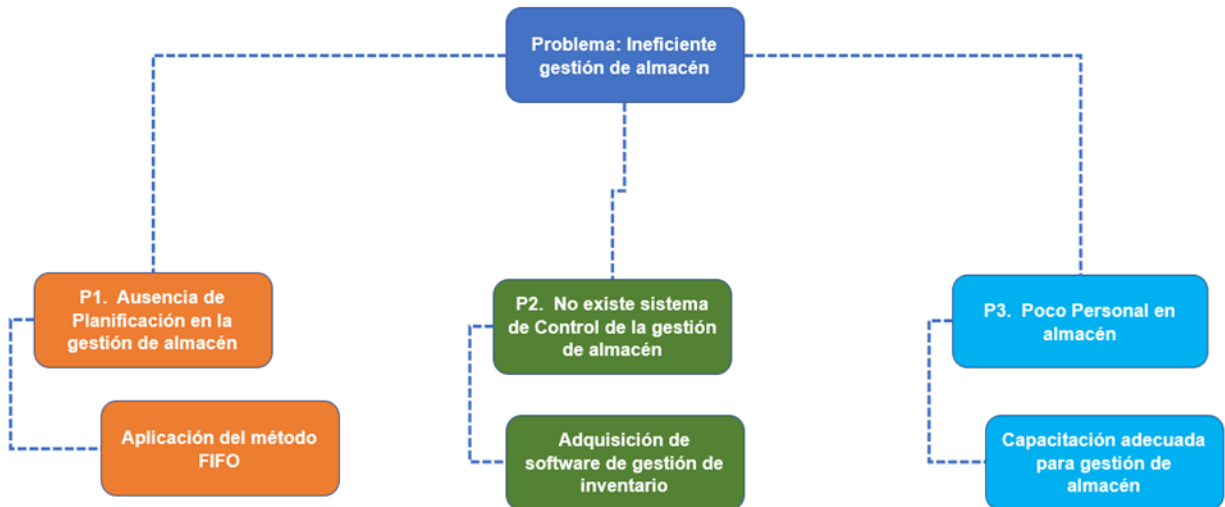 Problema: Ineficiente
gestión de almacén
P1. Ausencia de
Planificación en la
gestión de almacén
P2. No existe sistema
de Control de la gestión
de almacén
P3. Poco Personal en
almacén
Aplicación del método
FIFO
Adquisición de
software de gestión de
inventario
Capacitación adecuada
para gestión de
almacén